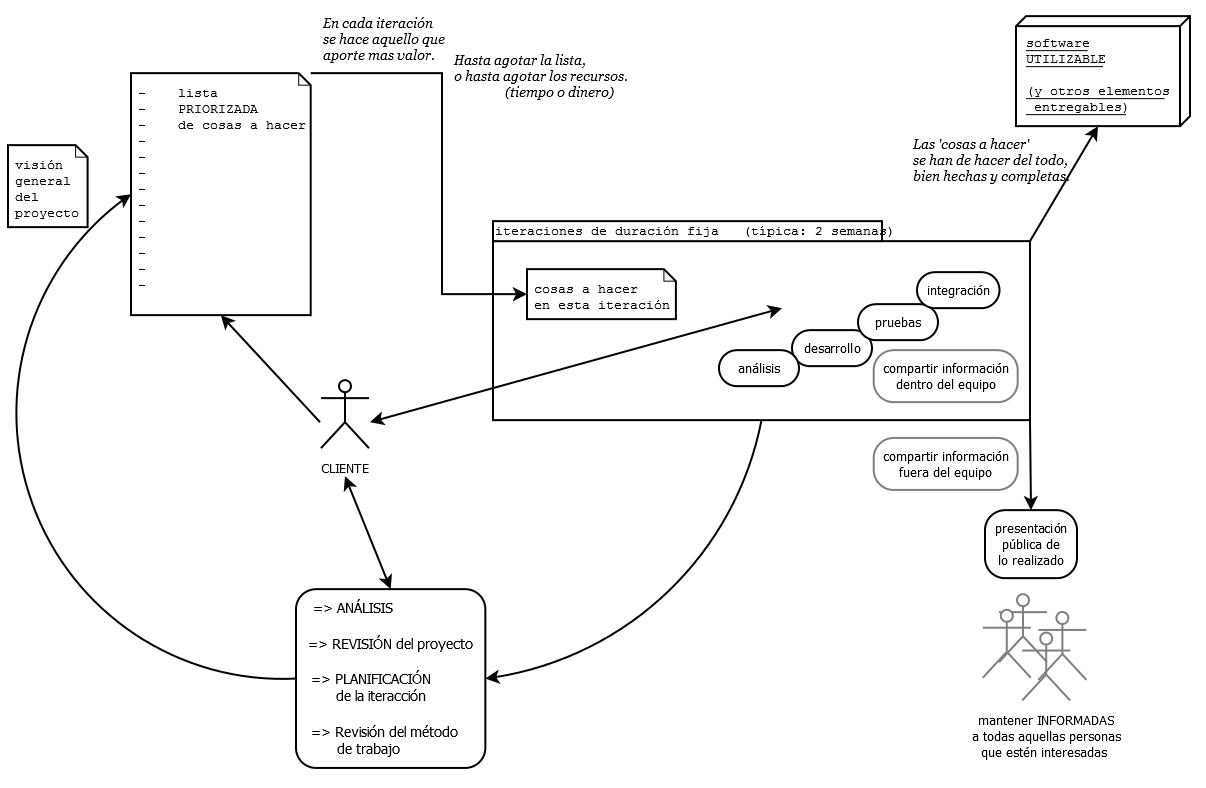 En cada iteración
se hace aquello que
aporte mas valor.
Hasta agotar la lista,
o hasta agotar los recursos.
(tiempo o dinero)
software
UTILIZABLE
(y otros elementos
entregables)
- lista
- PRIORIZADA
- de cosas a hacer
-
-
-
-
-
-
-
-
-
-
visión
general
del
proyecto
Las 'cosas a hacer'
se han de hacer del todo,
bien hechas y completas.
iteraciones de duración fija (típica: 2 semanas)
cosas a hacer
en esta iteración
integración
pruebas
desarrollo
análisis
compartir información
dentro del equipo
CLIENTE
compartir información
fuera del equipo
presentación
pública de
lo realizado
=> ANÁLISIS
=> REVISIÓN del proyecto
=> PLANIFICACIÓN
de la iteracción
=> Revisión del método
de trabajo
mantener INFORMADAS
a todas aquellas personas
que estén interesadas